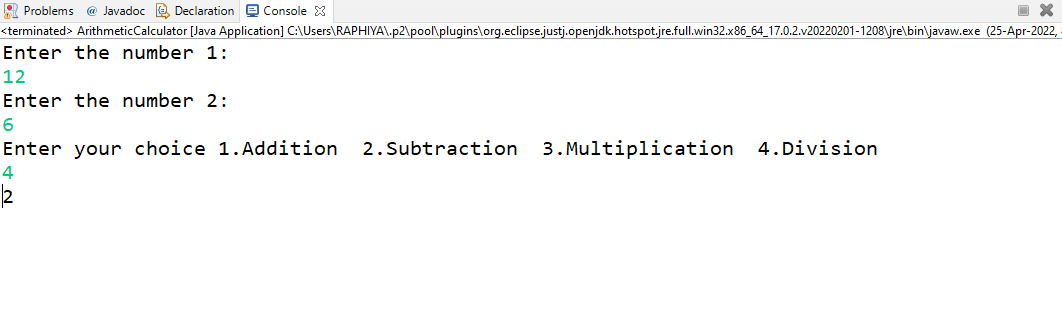 Problems @ Javadoc Declaration Console
<terminated> ArithmeticCalculator [Java Application] C:\Users\RAPHIYA\.p2\pool\plugins\org.eclipse.justj.openjdk.hotspot.jre.full.win32.x86_64_17.0.2.v20220201-1208\jre\bin\javaw.exe (25-Apr-2022,
Enter the number 1:
12
Enter the number 2:
6
Enter your choice 1.Addition  2.Subtraction  3.Multiplication  4.Division
4
2